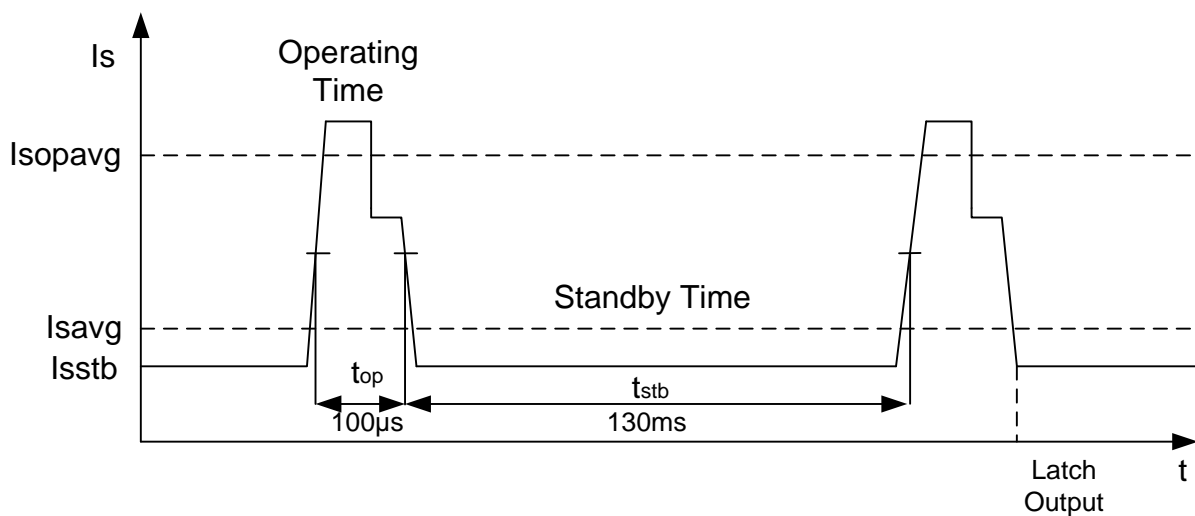 Is
Operating
Time
Isopavg
Standby Time
Isavg
Isstb
top
tstb
100µs
130ms
t
Latch
Output